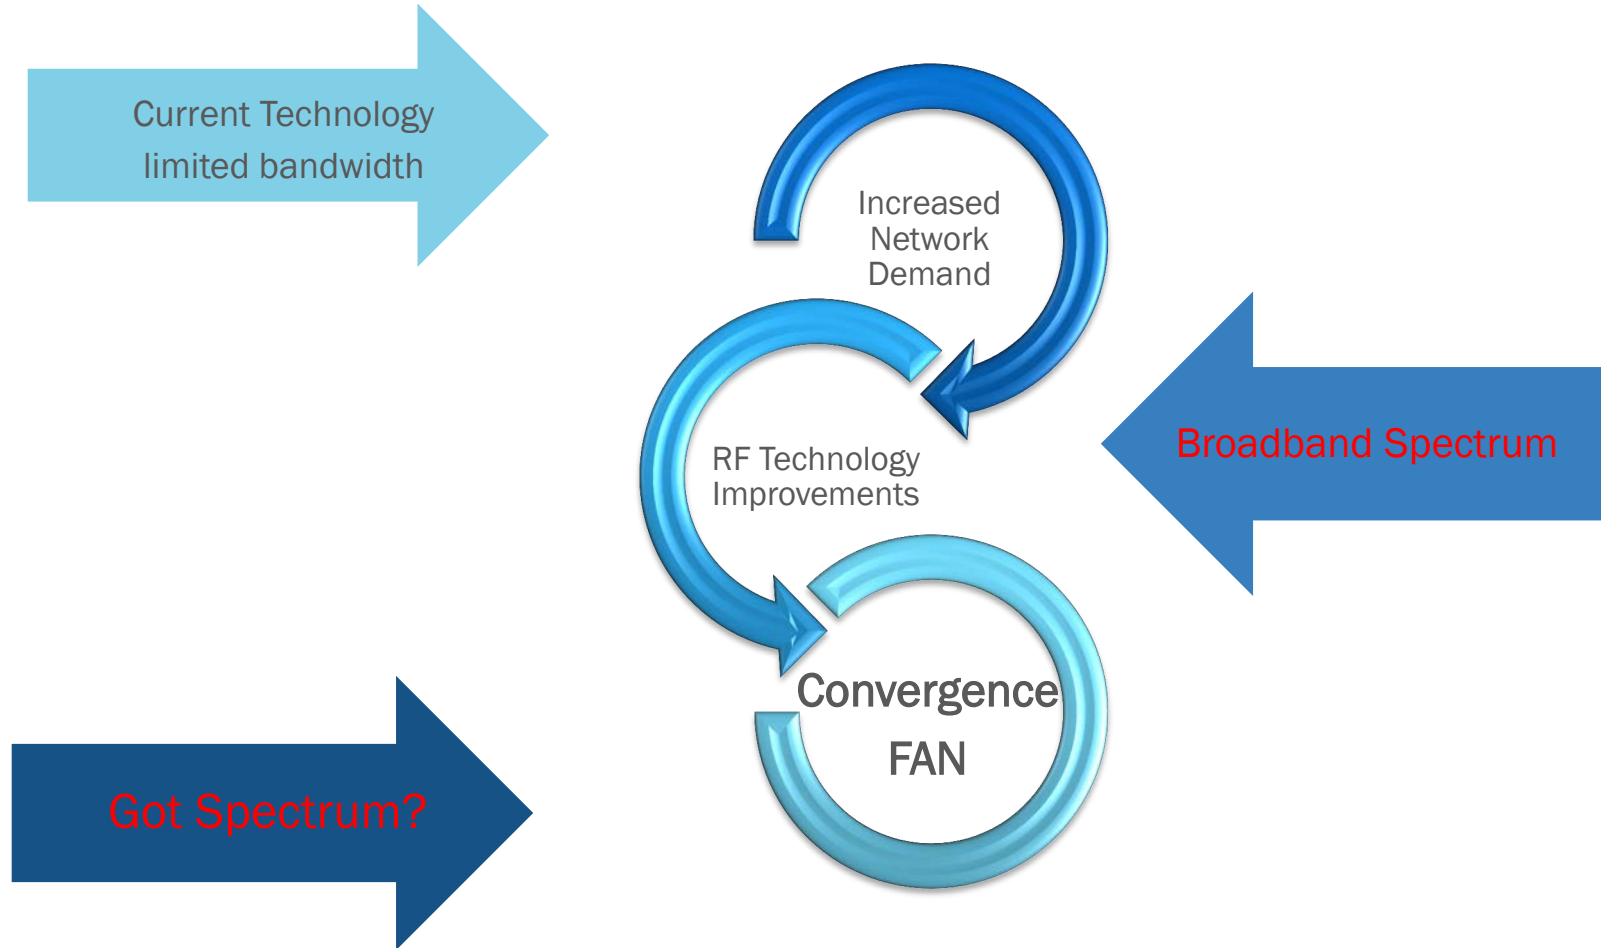 Current Technology
limited bandwidth
Increased
Network
Demand
Broadband Spectrum
RF Technology
Improvements
Convergence
FAN
Got Spectrum?